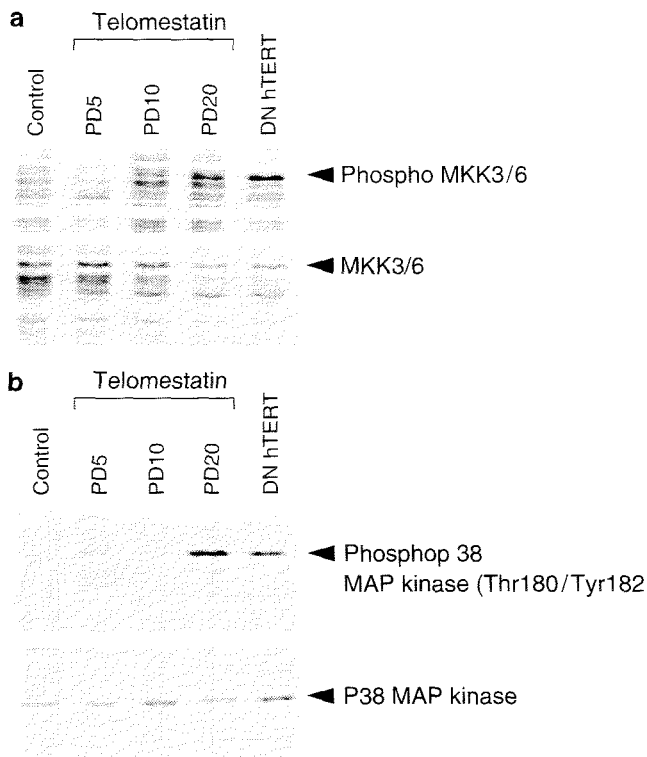 a
Telomestatin
Control
PD5
PD10
PD20
DN hTERT
Phospho MKK3/6
MKK3/6
b
Telomestatin
Control
PD5
PD10
PD20
DN hTERT
Phosphop 38
MAP kinase (Thr180/Tyr182
P38 MAP kinase